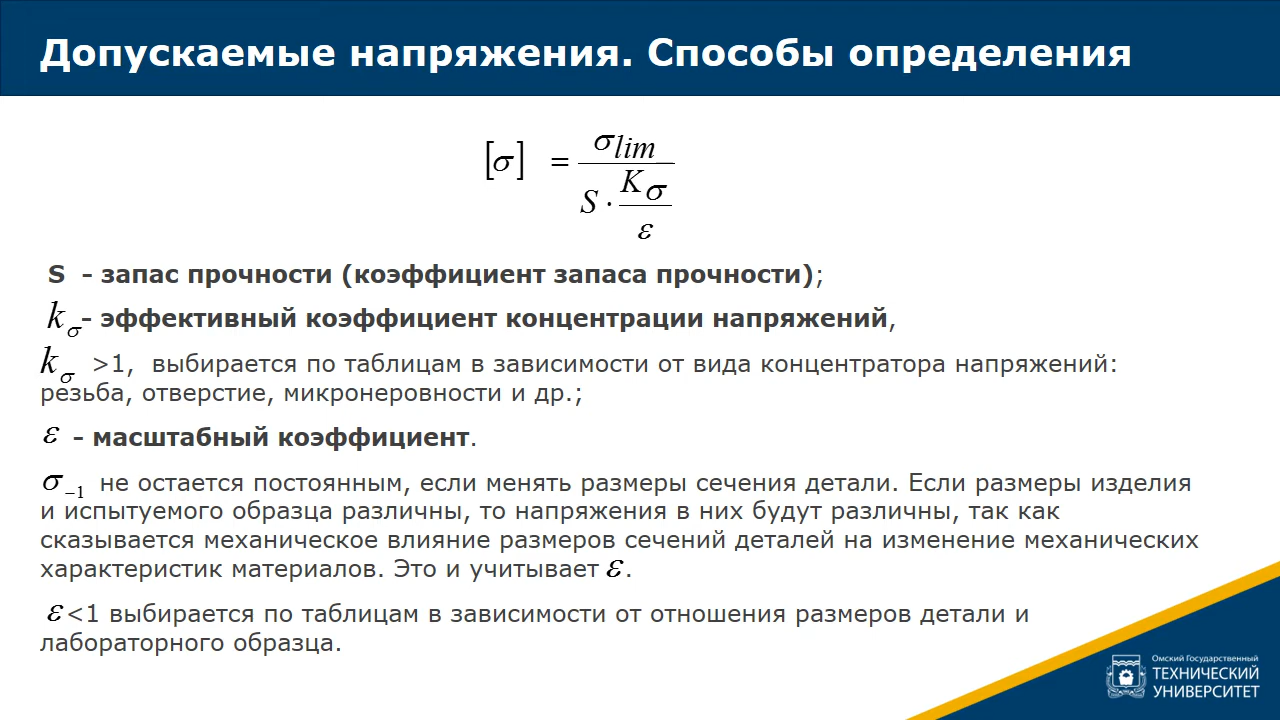 Допускаемые напряжения. Способы определения
[σ] = σlim / (S · Kσ / ε)
S - запас прочности (коэффициент запаса прочности);
kσ - эффективный коэффициент концентрации напряжений,
kσ >1, выбирается по таблицам в зависимости от вида концентратора напряжений:
резьба, отверстие, микронеровности и др.;
ε - масштабный коэффициент.
σ−1 не остается постоянным, если менять размеры сечения детали. Если размеры изделия
и испытуемого образца различны, то напряжения в них будут различны, так как
сказывается механическое влияние размеров сечений деталей на изменение механических
характеристик материалов. Это и учитывает ε.
ε<1 выбирается по таблицам в зависимости от отношения размеров детали и
лабораторного образца.
Омский Государственный
ТЕХНИЧЕСКИЙ
УНИВЕРСИТЕТ